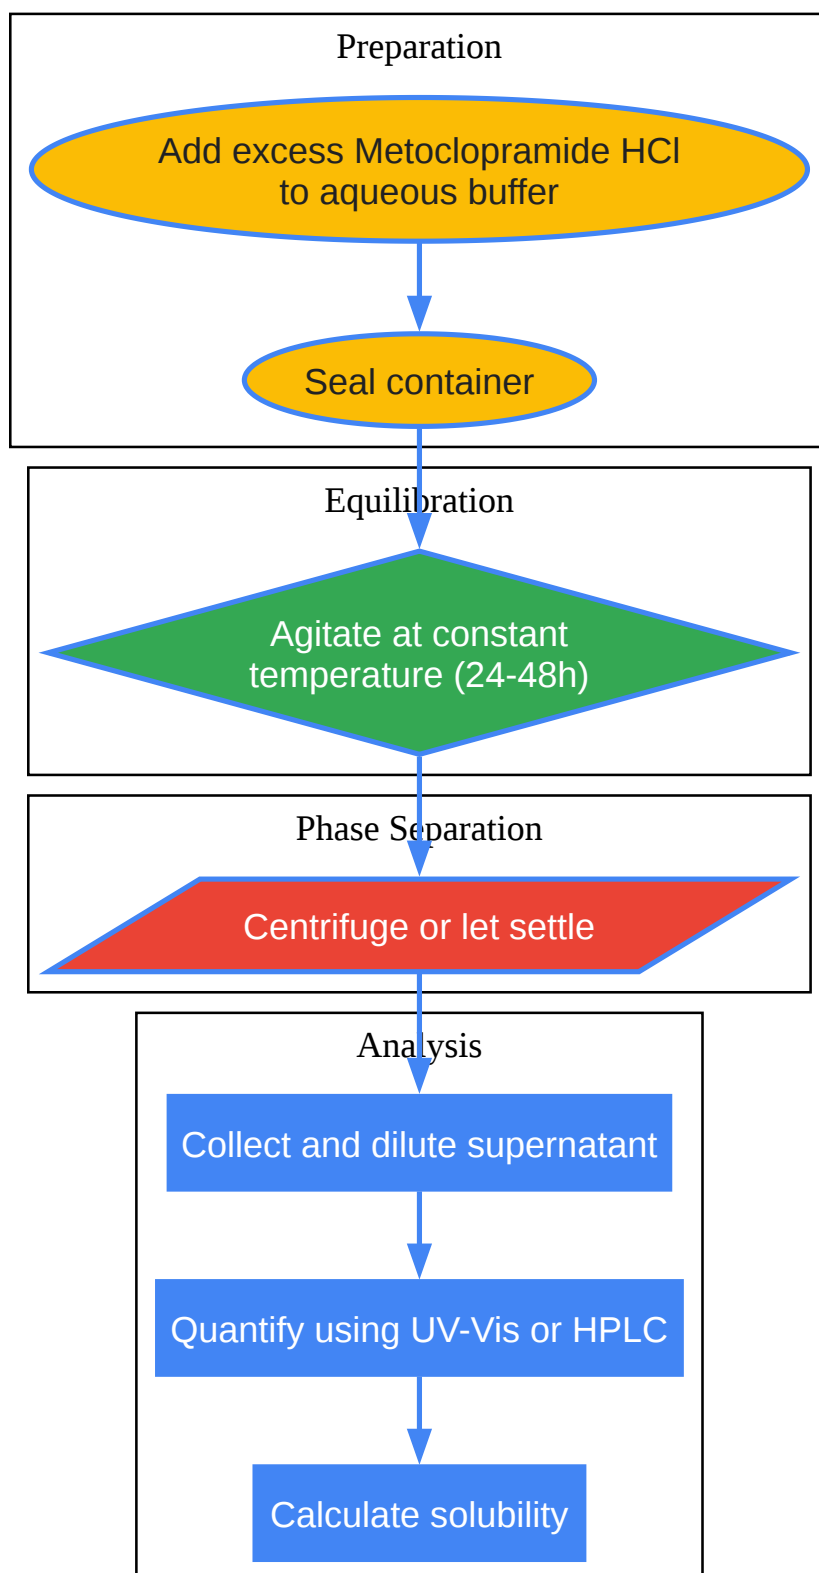 Preparation
Add excess Metoclopramide HCl
to aqueous buffer
Seal container
Equilibration
Agitate at constant
temperature (24-48h)
Phase Separation
Centrifuge or let settle
Analysis
Collect and dilute supernatant
Quantify using UV-Vis or HPLC
Calculate solubility